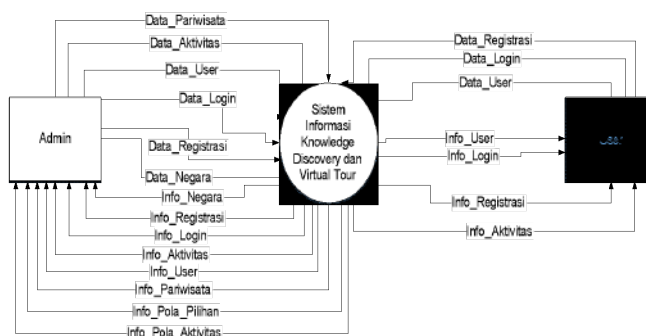 Data_Pariwisata
Data_Aktivitas
Data_User
Data_Login
Data_Registrasi
Data_Negara
Info_Negara
Info_Registrasi
Info_Login
Info_Aktivitas
Info_User
Info_Pariwisata
Info_Pola_Pilihan
Info_Pola_Aktivitas
Admin
Sistem
Informasi
Knowledge
Discovery dan
Virtual Tour
Data_Registrasi
Data_Login
Data_User
Info_User
Info_Login
Info_Registrasi
Info_Aktivitas